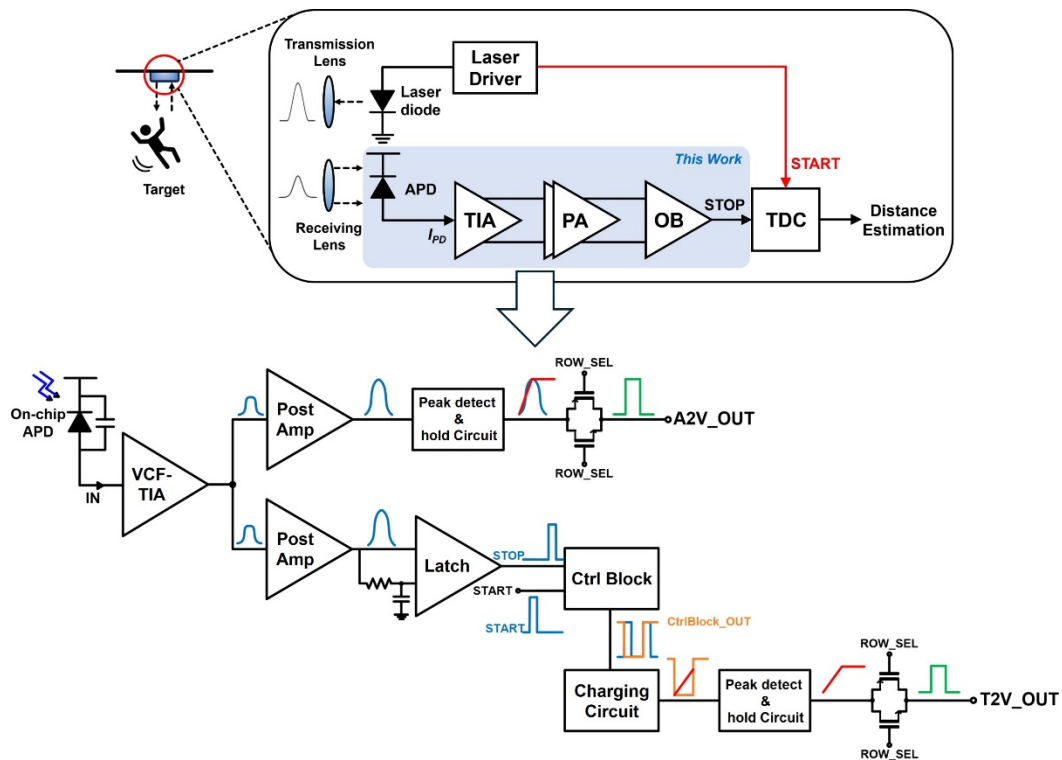 Transmission
Lens
Laser
diode
Laser
Driver
This Work
START
Target
APD
Receiving
Lens
I_PD
TIA
PA
OB
STOP
TDC
Distance
Estimation
On-chip
APD
IN
VCF-
TIA
Post
Amp
Peak detect
&
hold Circuit
ROW_SEL
ROW_SEL
A2V_OUT
Post
Amp
Latch
STOP
START
START
Ctrl Block
CtrlBlock_OUT
Charging
Circuit
Peak detect
&
hold Circuit
ROW_SEL
ROW_SEL
T2V_OUT